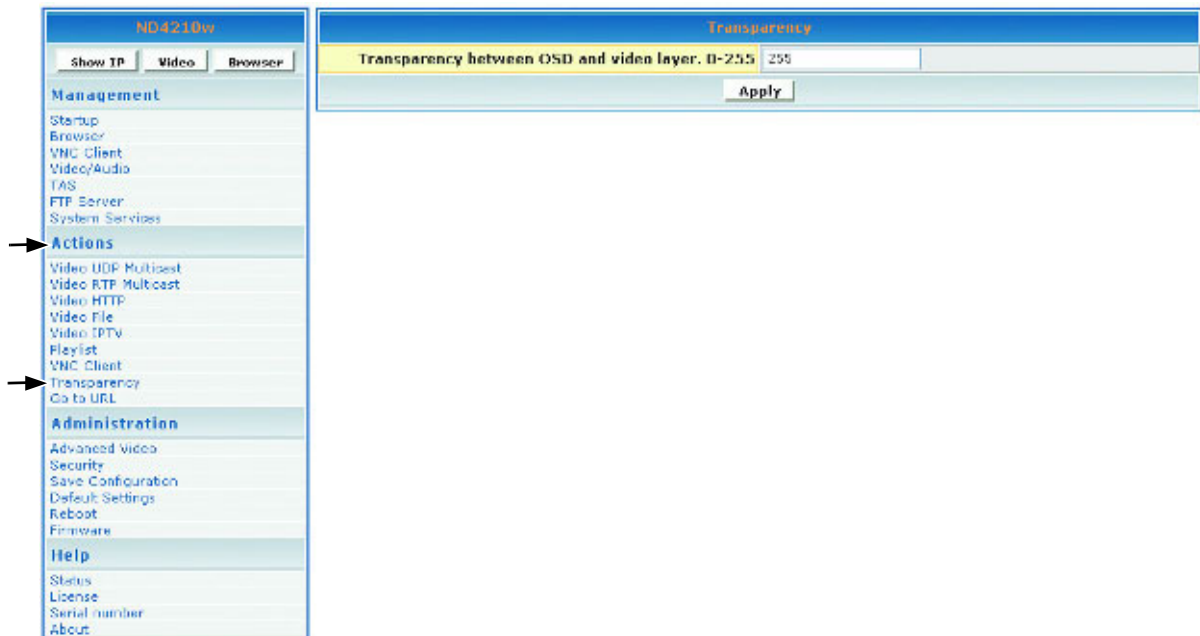 ND4210w
Show IP Video Browser
Management
Startup
Browser
VNC Client
Video/Audio
TAS
FTP Server
System Services
Actions
Video UDP Multicast
Video RTP Multicast
Video HTTP
Video File
Video IPTV
Playlist
VNC Client
Transparency
Go to URL
Administration
Advanced Video
Security
Save Configuration
Default Settings
Reboot
Firmware
Help
Status
License
Serial number
About
Transparency
Transparency between OSD and video layer. 0-255 255
Apply